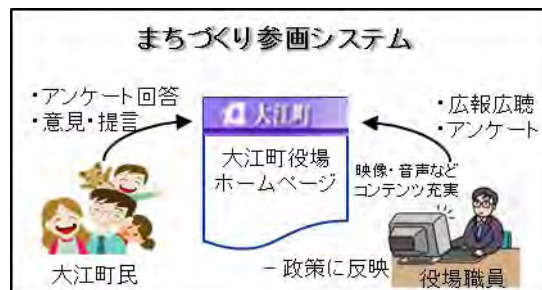 まちづくり参画システム
・アンケート回答
・意見・提言
大江町
大江町役場
ホームページ
・広報広聴
・アンケート
映像・音声など
コンテンツ充実
大江町民
－政策に反映
役場職員